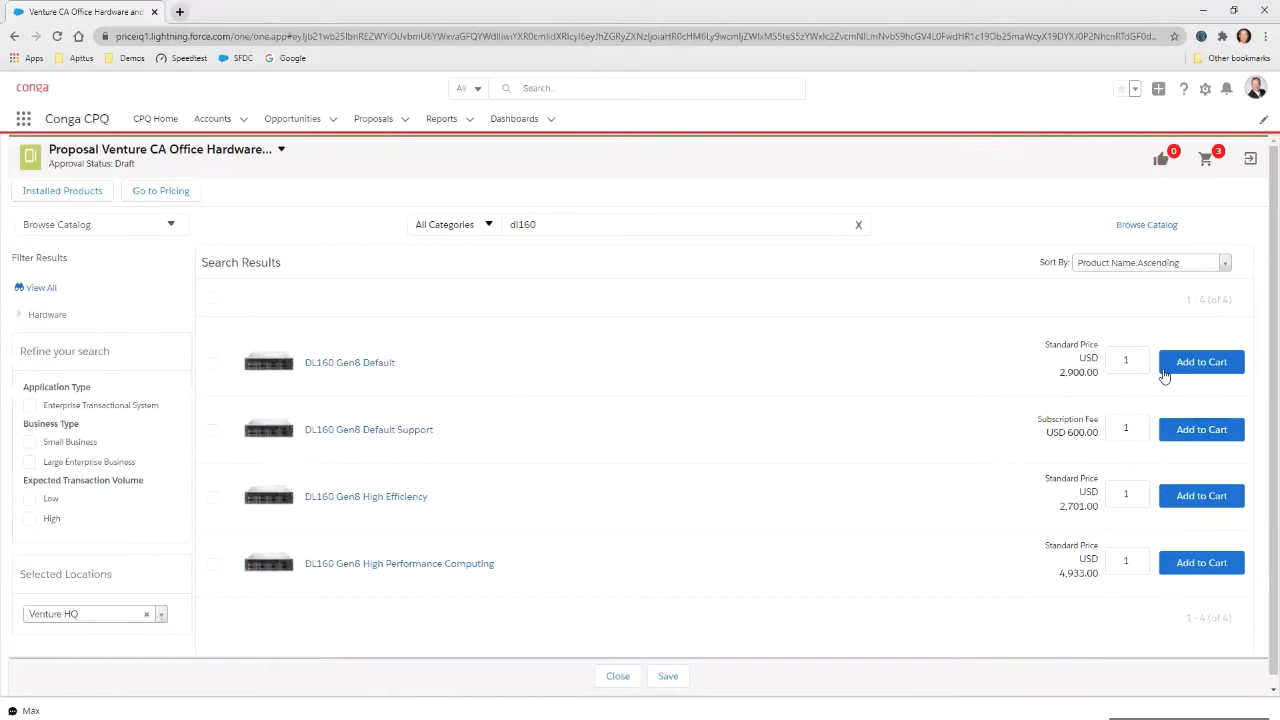 Venture CA Office Hardware and
Apps Apttus Demos Speedtest SFDC Google Other bookmarks
conga
All Search...
Conga CPQ CPQ Home Accounts Opportunities Proposals Reports Dashboards
Proposal Venture CA Office Hardware...
Approval Status: Draft
0 3
Installed Products Go to Pricing
Browse Catalog All Categories dl160 X Browse Catalog
Filter Results
Search Results Sort By: Product Name:Ascending
View All
1 - 4 (of 4)
Hardware
Refine your search
Standard Price
USD
2,900.00
DL160 Gen8 Default 1 Add to Cart
Application Type
Enterprise Transactional System
Business Type
Small Business
Large Enterprise Business
Subscription Fee
USD 600.00
DL160 Gen8 Default Support 1 Add to Cart
Expected Transaction Volume
Low
High
Standard Price
USD
2,701.00
DL160 Gen8 High Efficiency 1 Add to Cart
Standard Price
USD
4,933.00
DL160 Gen8 High Performance Computing 1 Add to Cart
Selected Locations
Venture HQ
1 - 4 (of 4)
Close Save
Max